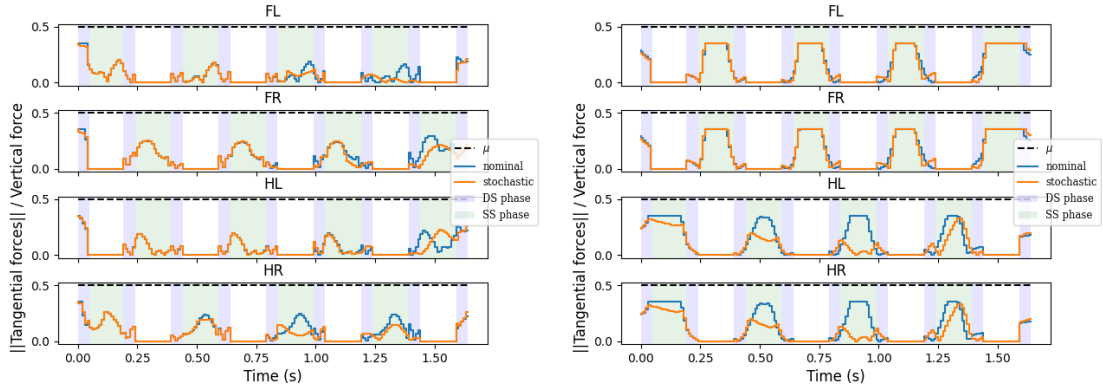 FL
0.5
0.0
FR
0.5
0.0
HL
0.5
0.0
HR
0.5
0.0
0.00 0.25 0.50 0.75 1.00 1.25 1.50
Time (s)
||Tangential forces|| / Vertical force
μ
nominal
stochastic
DS phase
SS phase
FL
0.5
0.0
FR
0.5
0.0
HL
0.5
0.0
HR
0.5
0.0
0.00 0.25 0.50 0.75 1.00 1.25 1.50
Time (s)
||Tangential forces|| / Vertical force
μ
nominal
stochastic
DS phase
SS phase